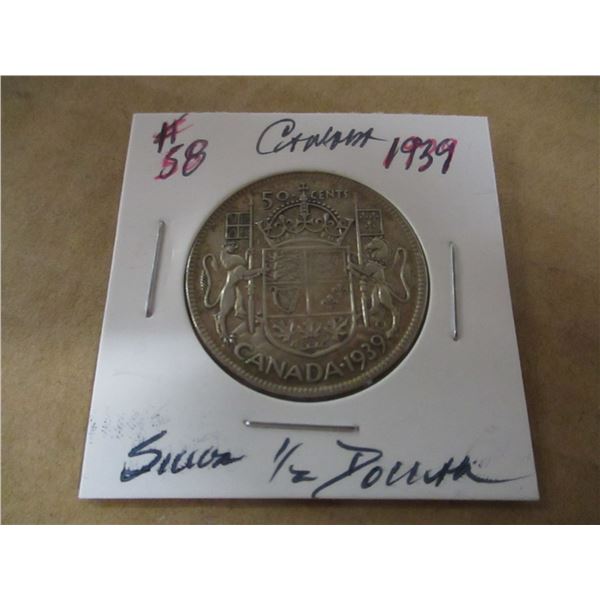 # Canada 1939
58
50 CENTS
CANADA · 1939
Silver 1/2 Dollar